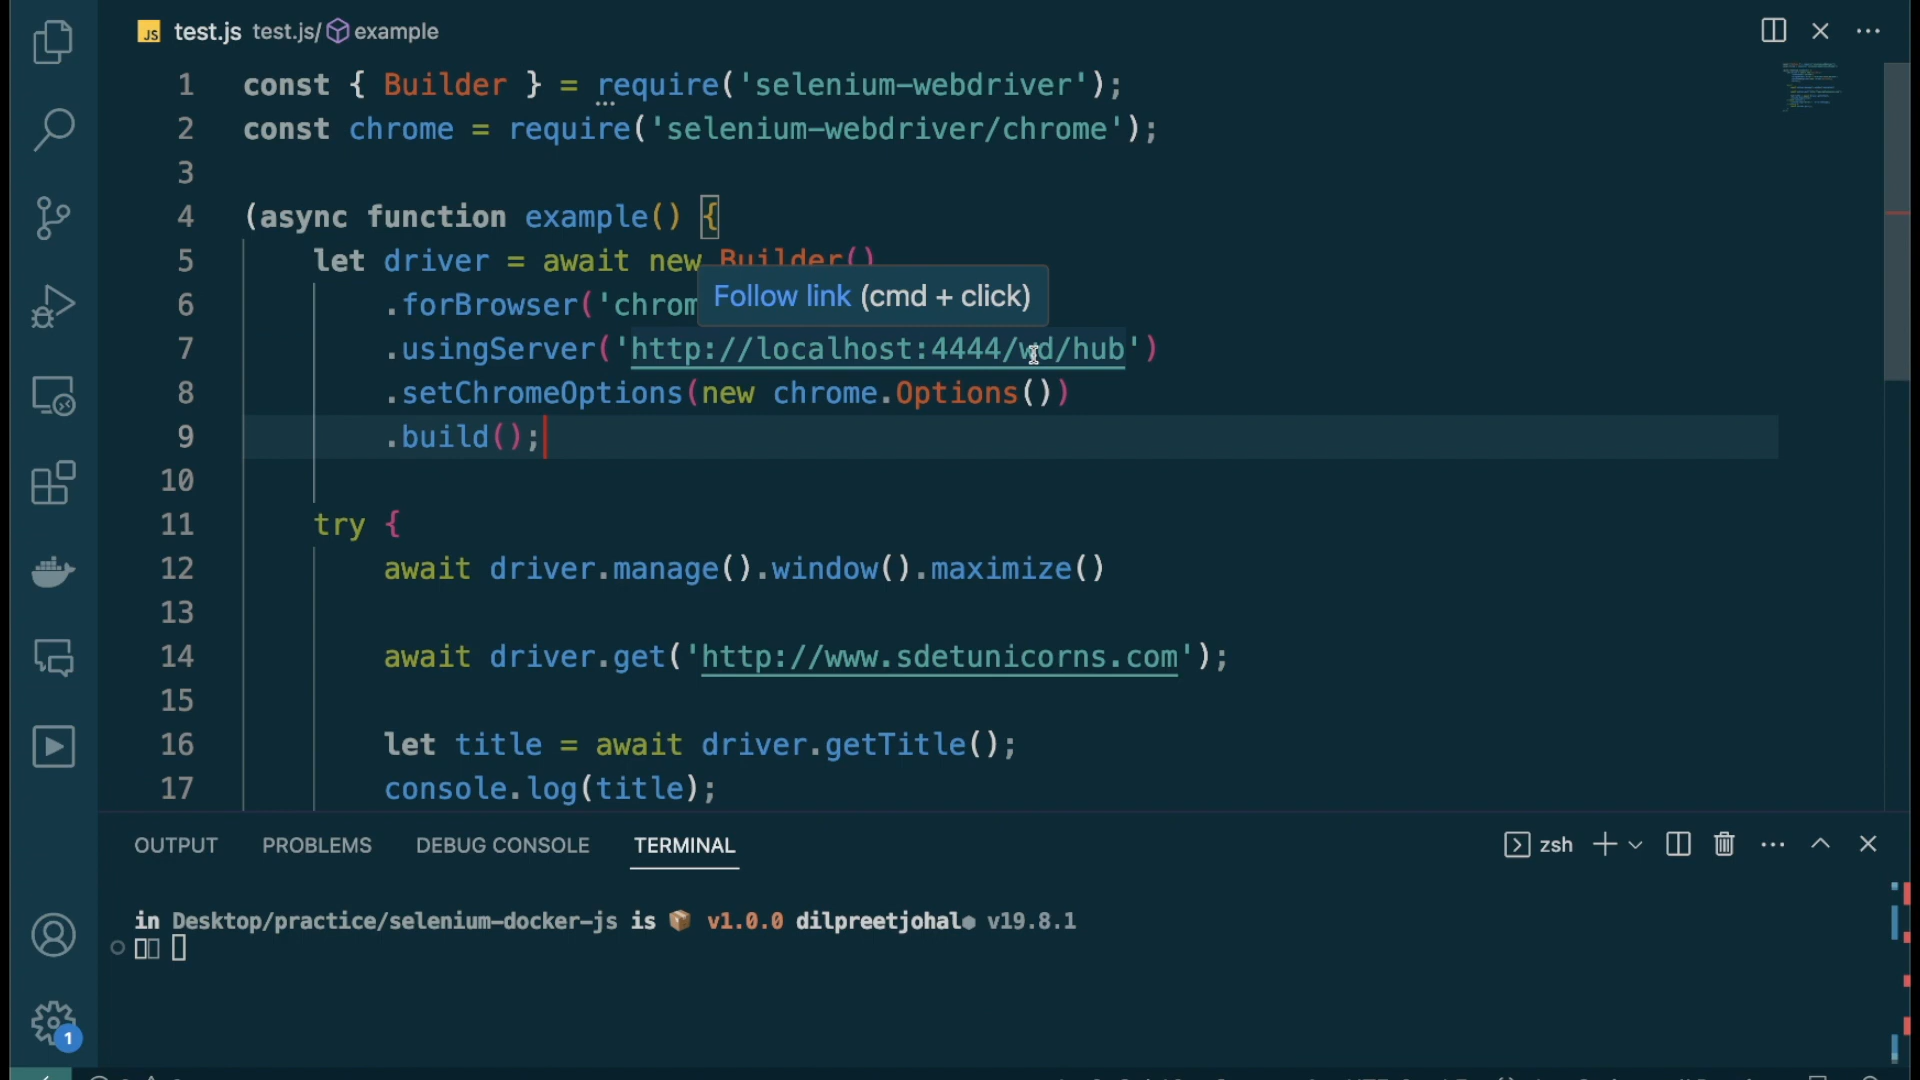 JS test.js test.js/ example
1 const { Builder } = require('selenium-webdriver');
2 const chrome = require('selenium-webdriver/chrome');
3
4 (async function example() {
5 let driver = await new Builder()
6 .forBrowser('chrom
Follow link (cmd + click)
7 .usingServer('http://localhost:4444/wd/hub')
8 .setChromeOptions(new chrome.Options())
9 .build();
10
11 try {
12 await driver.manage().window().maximize()
13
14 await driver.get('http://www.sdetunicorns.com');
15
16 let title = await driver.getTitle();
17 console.log(title);
OUTPUT PROBLEMS DEBUG CONSOLE TERMINAL zsh
in Desktop/practice/selenium-docker-js is 📦 v1.0.0 dilpreetjohal● v19.8.1
1